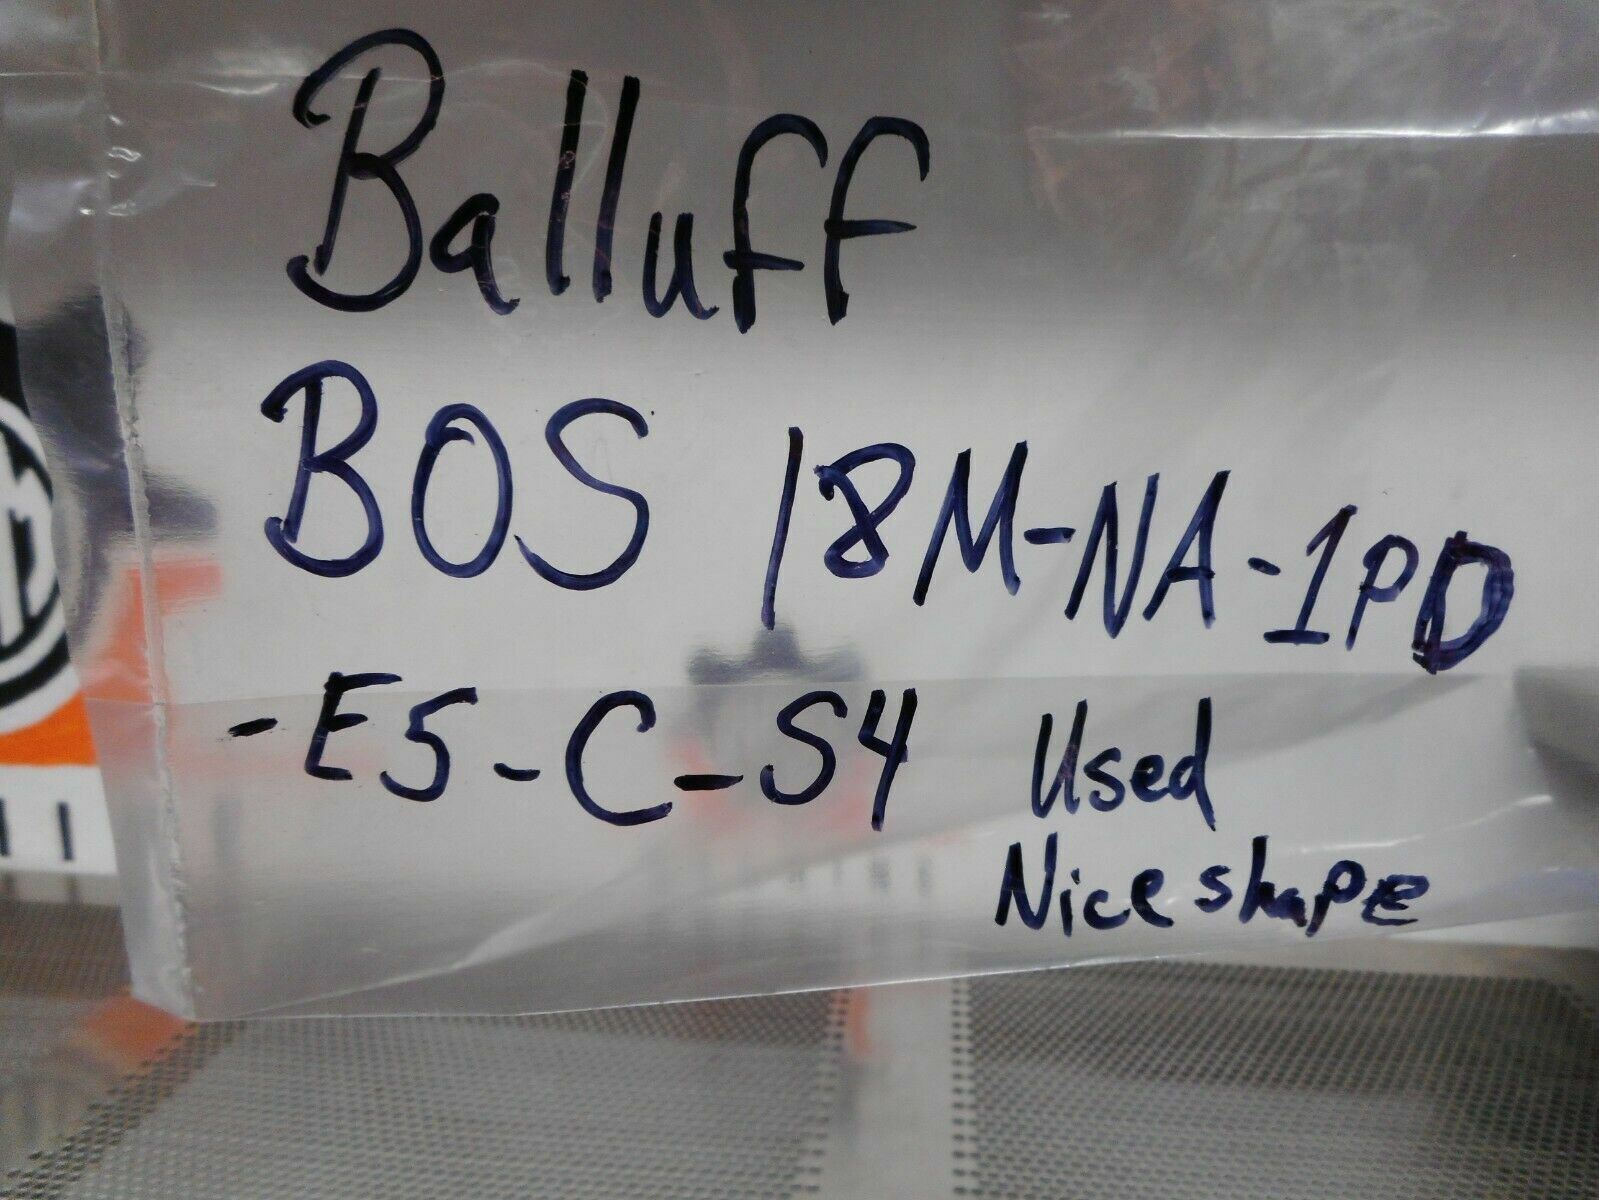 Balluff
BOS 18M-NA-1PD
-E5-C-S4 Used
Nice shape